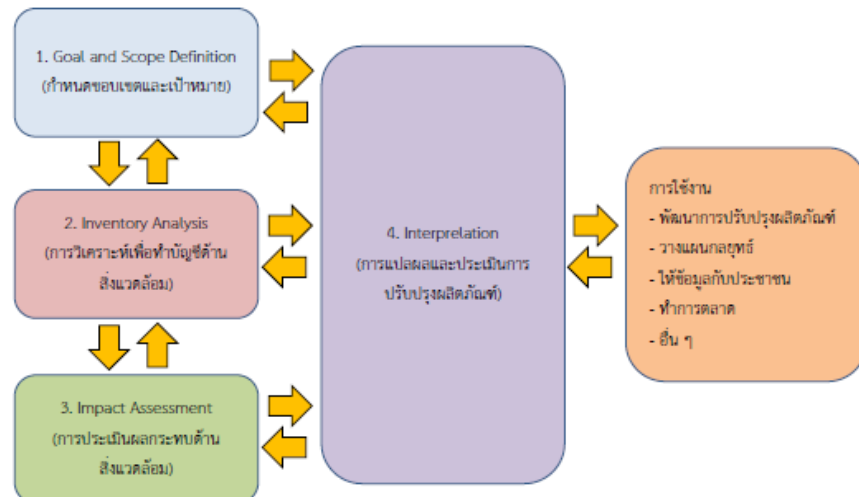 1. Goal and Scope Definition
(กำหนดขอบเขตและเป้าหมาย)
2. Inventory Analysis
(การวิเคราะห์เพื่อทำบัญชีด้าน
สิ่งแวดล้อม)
3. Impact Assessment
(การประเมินผลกระทบด้าน
สิ่งแวดล้อม)
4. Interprelation
(การแปลผลและประเมินการ
ปรับปรุงผลิตภัณฑ์)
การใช้งาน
- พัฒนาการปรับปรุงผลิตภัณฑ์
- วางแผนกลยุทธ์
- ให้ข้อมูลกับประชาชน
- ทำการตลาด
- อื่น ๆ